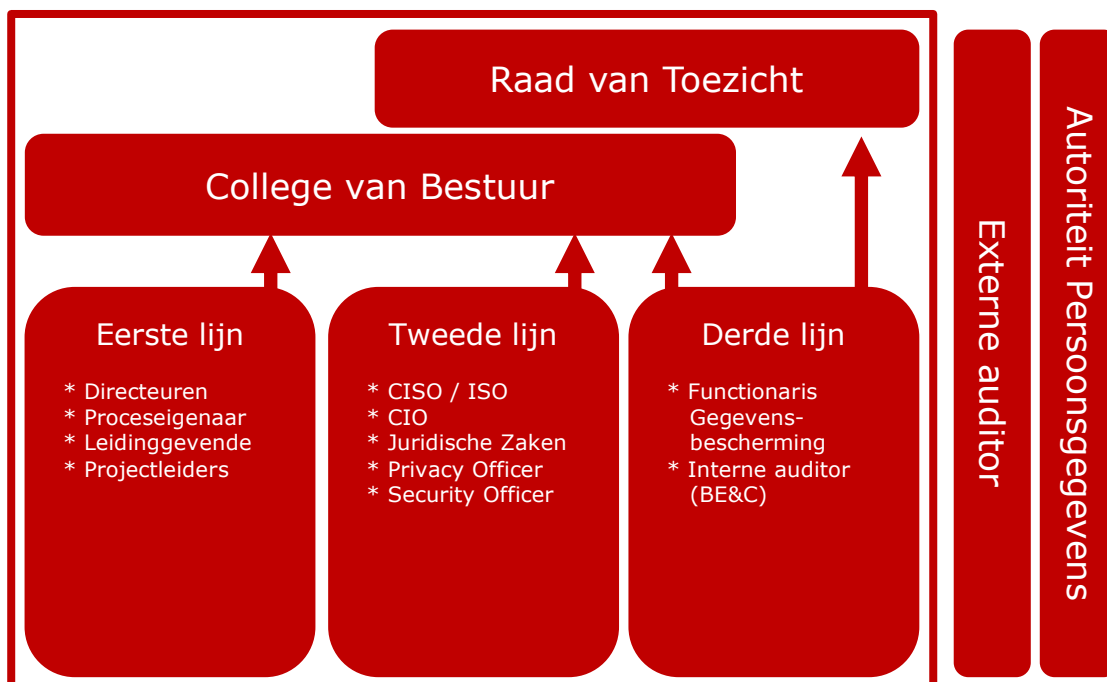 Raad van Toezicht
College van Bestuur
Eerste lijn
* Directeuren
* Proceseigenaar
* Leidinggevende
* Projectleiders
Tweede lijn
* CISO / ISO
* CIO
* Juridische Zaken
* Privacy Officer
* Security Officer
Derde lijn
* Functionaris
Gegevens-
bescherming
* Interne auditor
(BE&C)
Externe auditor
Autoriteit Persoonsgegevens